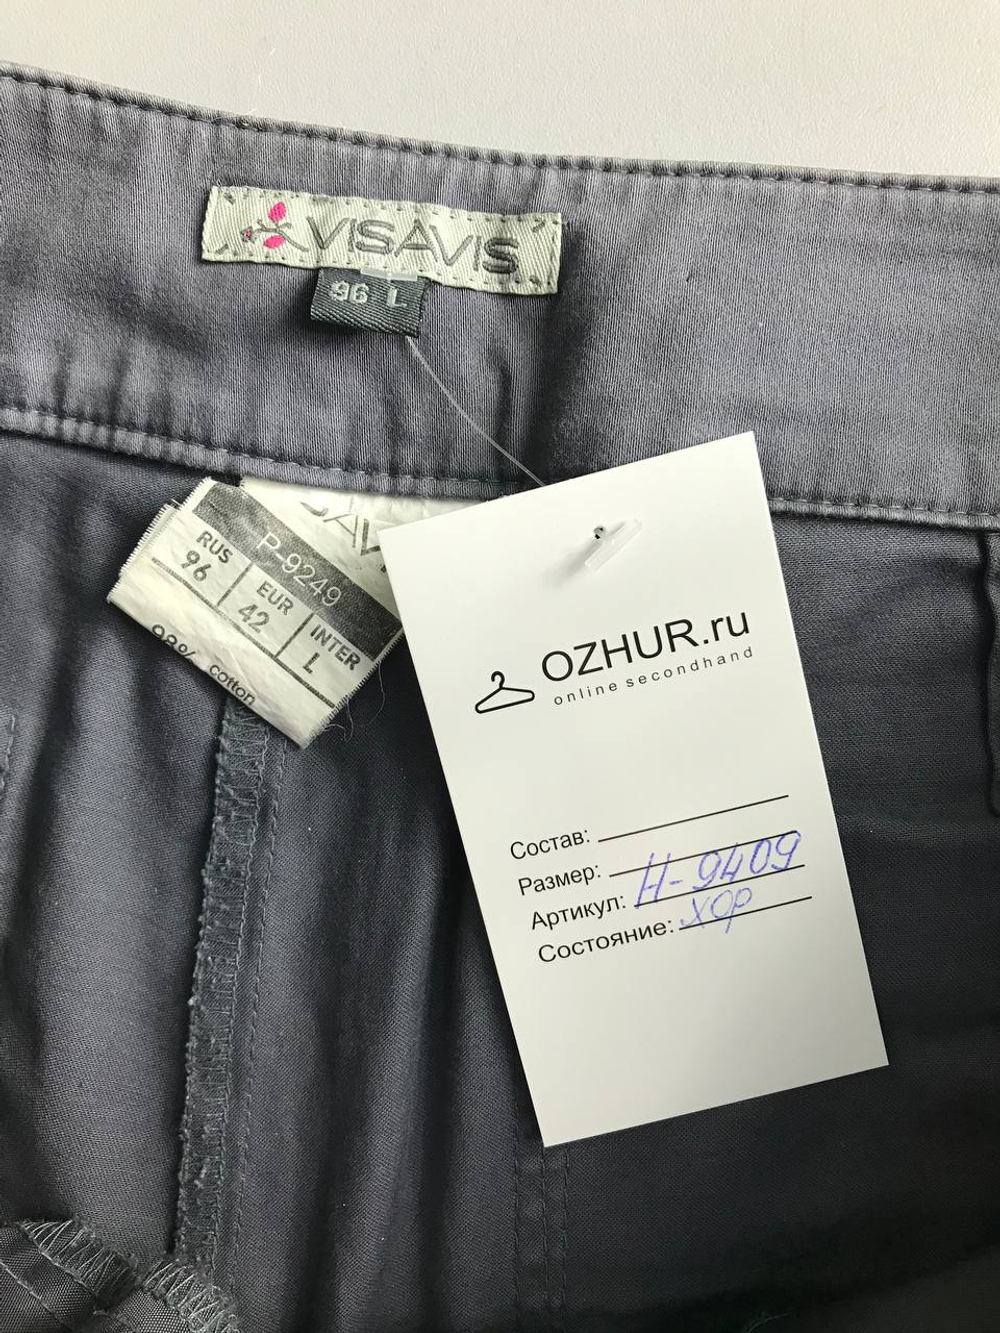 VISAVIS
96 L
P-9249
RUS EUR INTER
96 42 L
98% cotton
OZHUR.ru
online secondhand
Состав:
Размер:
Артикул: Н-9409
Состояние: хор